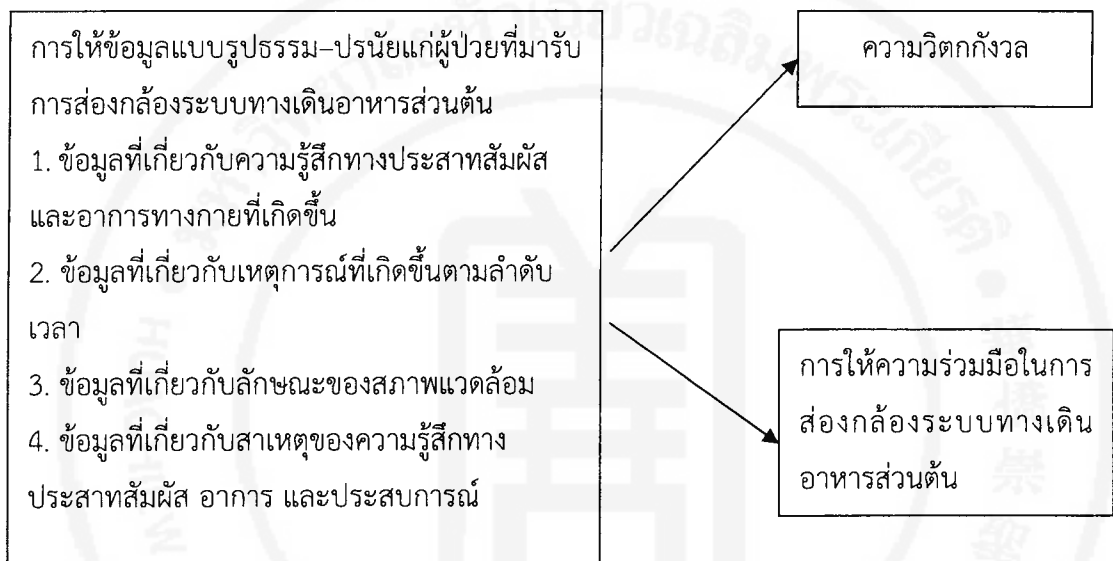 การให้ข้อมูลแบบรูปธรรม–ปรนัยแก่ผู้ป่วยที่มารับ
การส่องกล้องระบบทางเดินอาหารส่วนต้น
1. ข้อมูลที่เกี่ยวกับความรู้สึกทางประสาทสัมผัส
และอาการทางกายที่เกิดขึ้น
2. ข้อมูลที่เกี่ยวกับเหตุการณ์ที่เกิดขึ้นตามลำดับ
เวลา
3. ข้อมูลที่เกี่ยวกับลักษณะของสภาพแวดล้อม
4. ข้อมูลที่เกี่ยวกับสาเหตุของความรู้สึกทาง
ประสาทสัมผัส อาการ และประสบการณ์
ความวิตกกังวล
การให้ความร่วมมือในการ
ส่องกล้องระบบทางเดิน
อาหารส่วนต้น